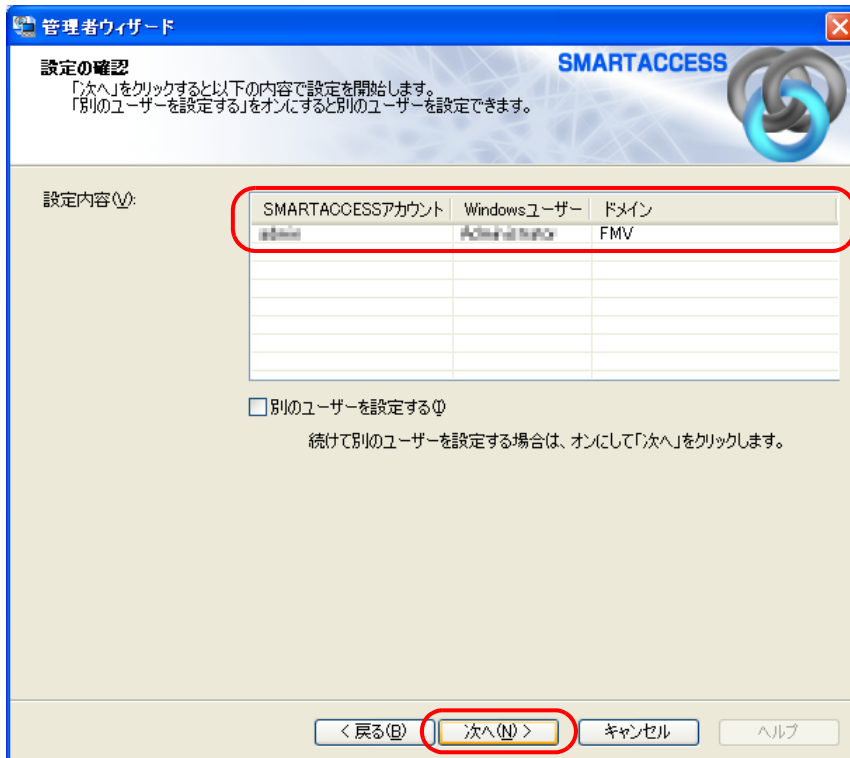 管理者ウィザード
設定の確認
「次へ」をクリックすると以下の内容で設定を開始します。
「別のユーザーを設定する」をオンにすると別のユーザーを設定できます。
SMARTACCESS
設定内容(V):
SMARTACCESSアカウント Windowsユーザー ドメイン
FMV
別のユーザーを設定する(I)
続けて別のユーザーを設定する場合は、オンにして「次へ」をクリックします。
< 戻る(B) 次へ(N) > キャンセル ヘルプ